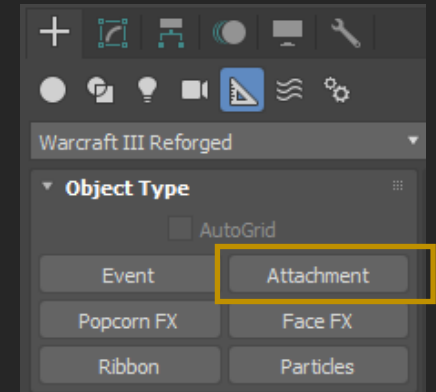 Warcraft III Reforged
Object Type
AutoGrid
Event Attachment
Popcorn FX Face FX
Ribbon Particles